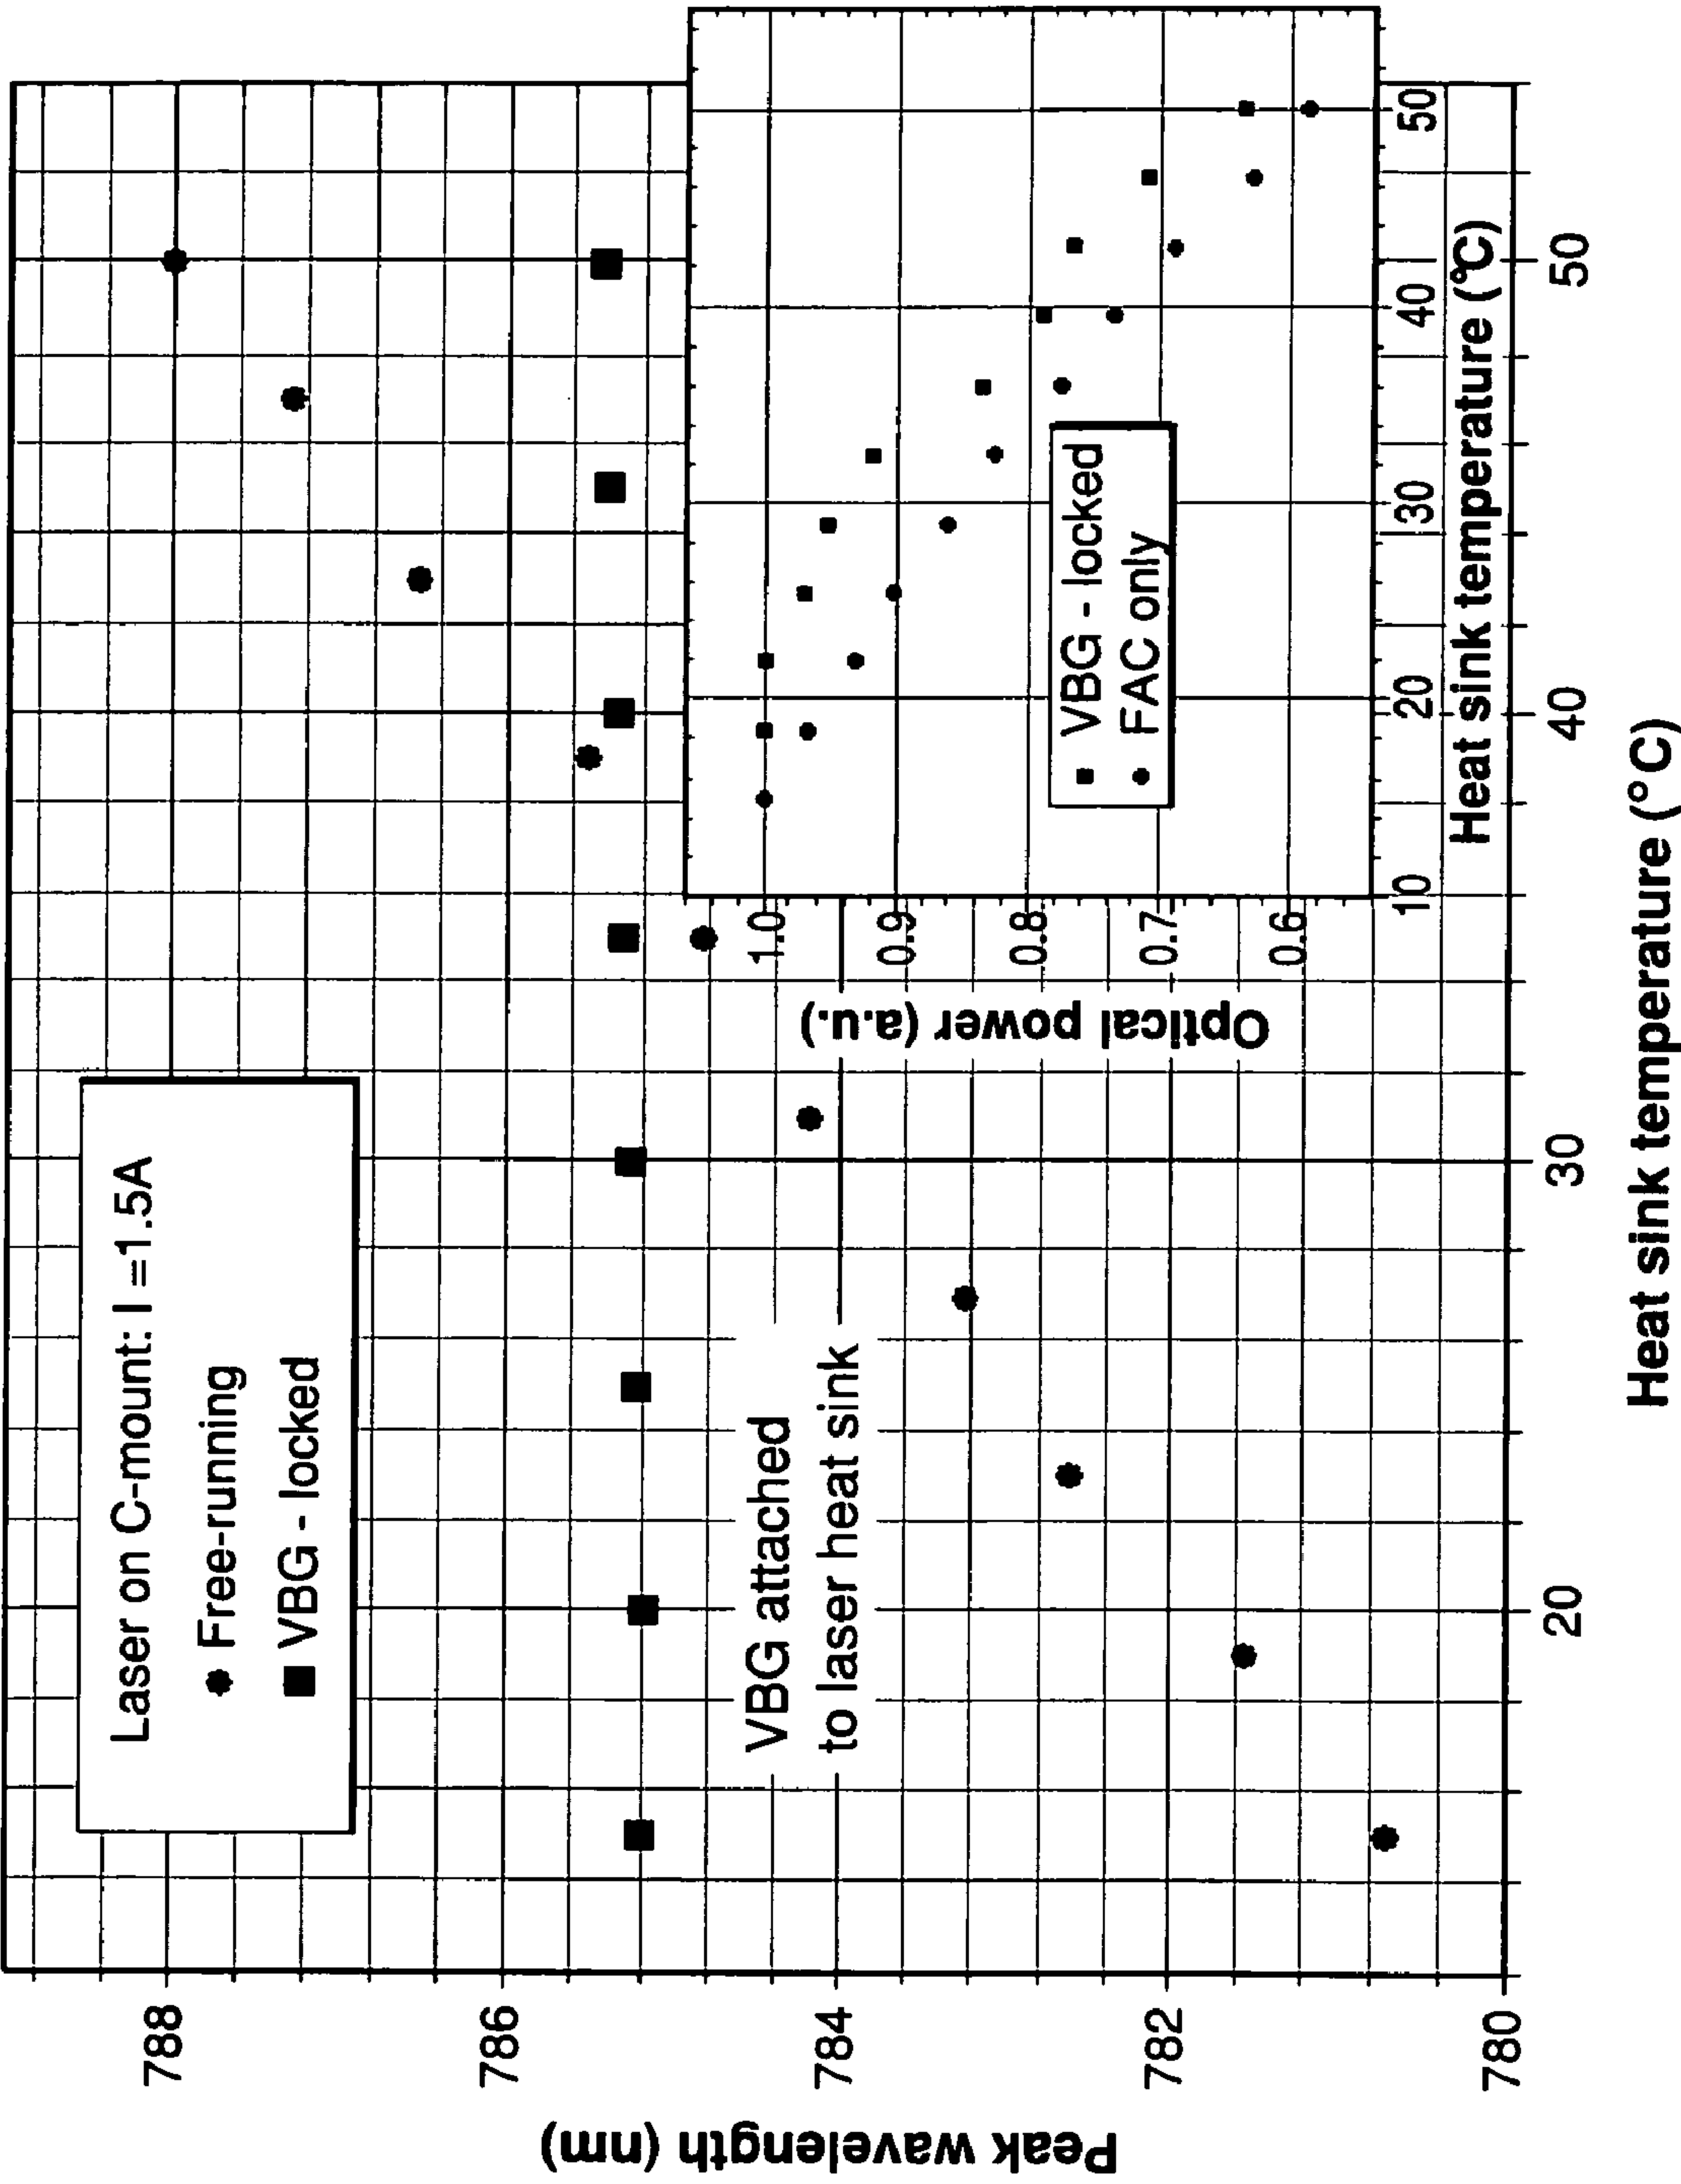 Laser on C-mount: I =1.5A
Free-running
VBG - locked
VBG attached
to laser heat sink
Peak wavelength (nm)
788
786
784
782
780
20
30
40
50
Heat sink temperature (°C)
Optical power (a.u.)
1.0
0.9
0.8
0.7
0.6
VBG - locked
FAC only
10
20
30
40
50
Heat sink temperature (°C)